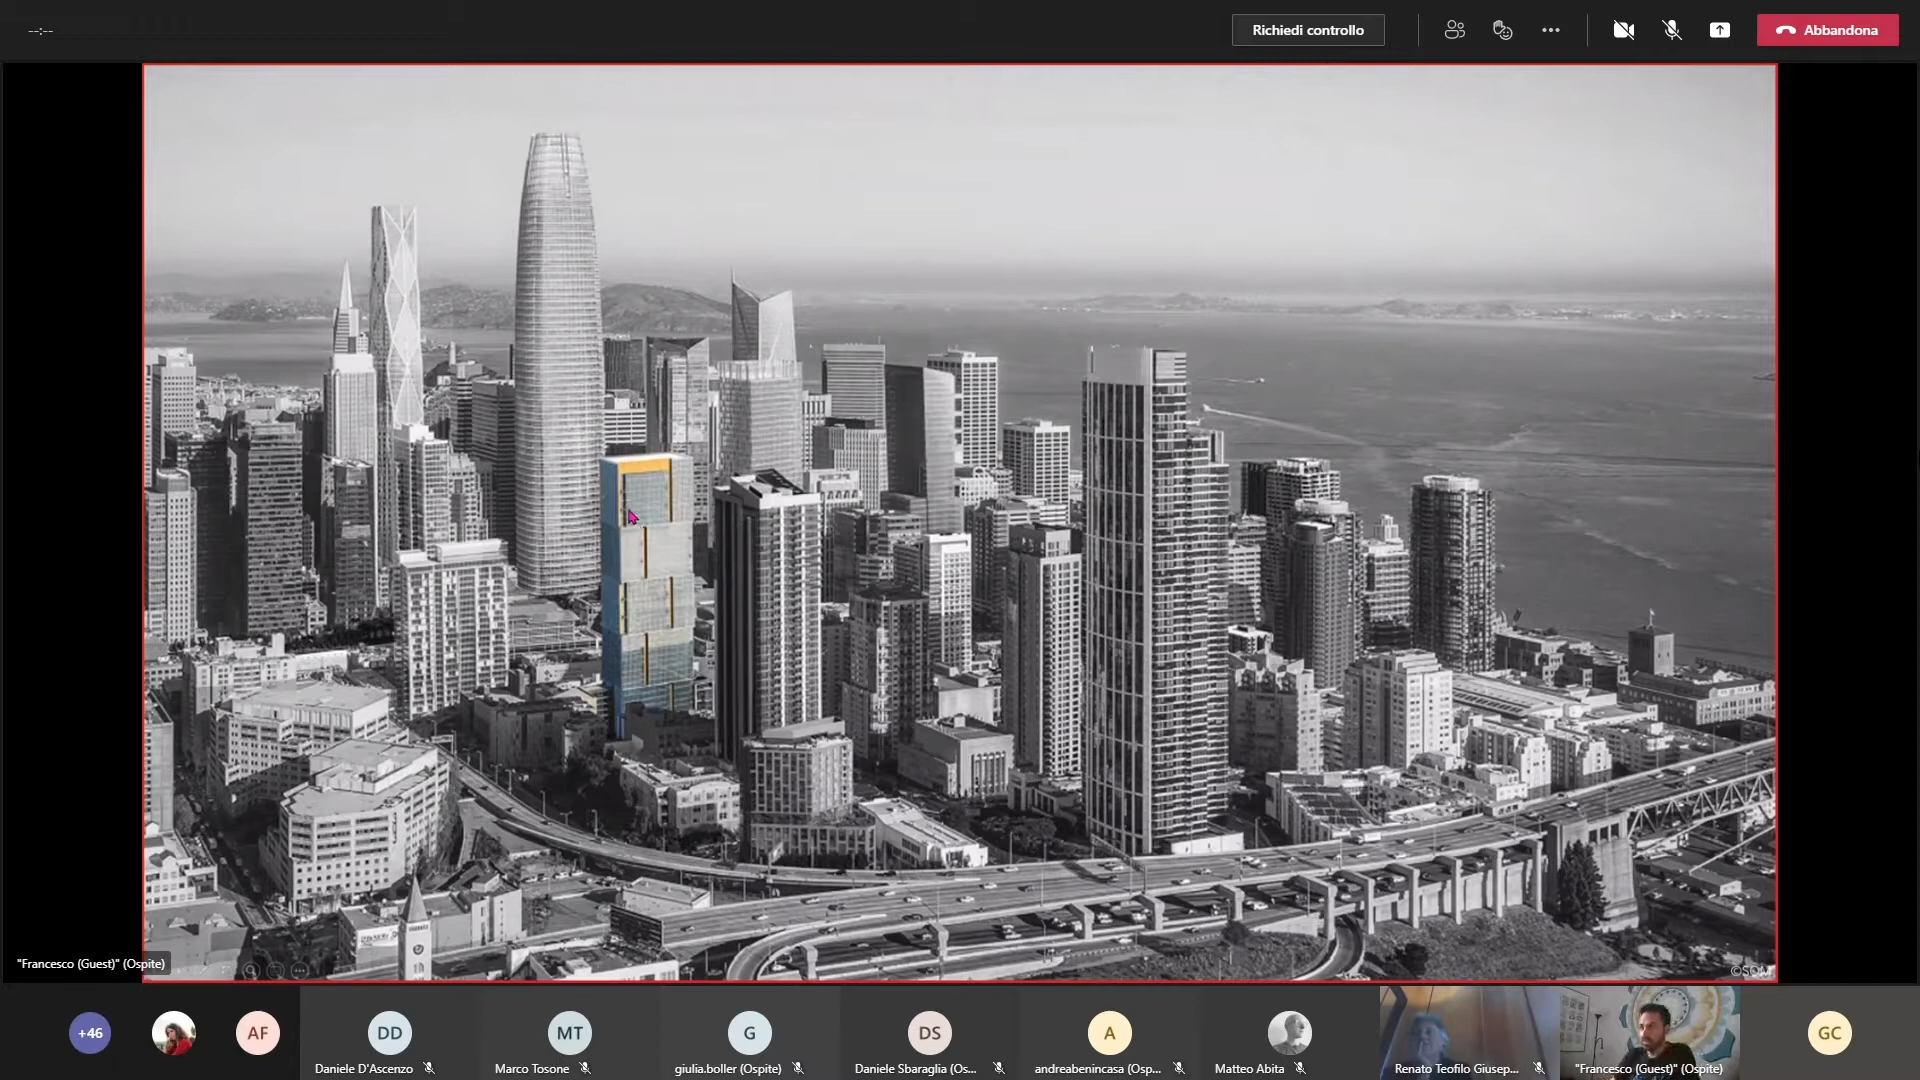 --:--
Richiedi controllo
Abbandona
"Francesco (Guest)" (Ospite)
©SOM
+46
AF
DD
MT
G
DS
A
GC
Daniele D'Ascenzo
Marco Tosone
giulia.boller (Ospite)
Daniele Sbaraglia (Os...
andreabenincasa (Osp...
Matteo Abita
Renato Teofilo Giusep...
"Francesco (Guest)" (Ospite)